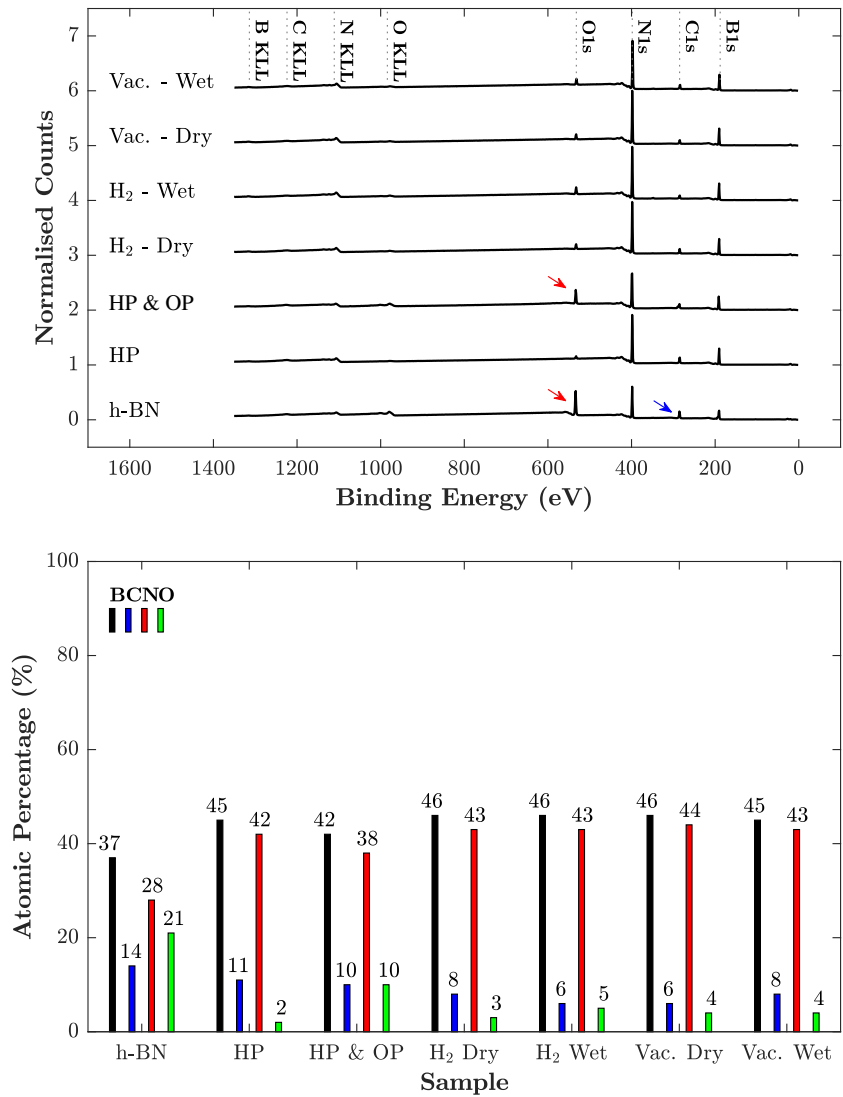 7
6
5
4
3
2
1
0
Normalised Counts
B KLL
C KLL
N KLL
O KLL
O1s
N1s
C1s
B1s
Vac. - Wet
Vac. - Dry
H₂ - Wet
H₂ - Dry
HP & OP
HP
h-BN
1600 1400 1200 1000 800 600 400 200 0
Binding Energy (eV)
100
80
60
40
20
0
Atomic Percentage (%)
BCNO
37 14 28 21
45 11 42 2
42 10 38 10
46 8 43 3
46 6 43 5
46 6 44 4
45 8 43 4
h-BN HP HP & OP H₂ Dry H₂ Wet Vac. Dry Vac. Wet
Sample